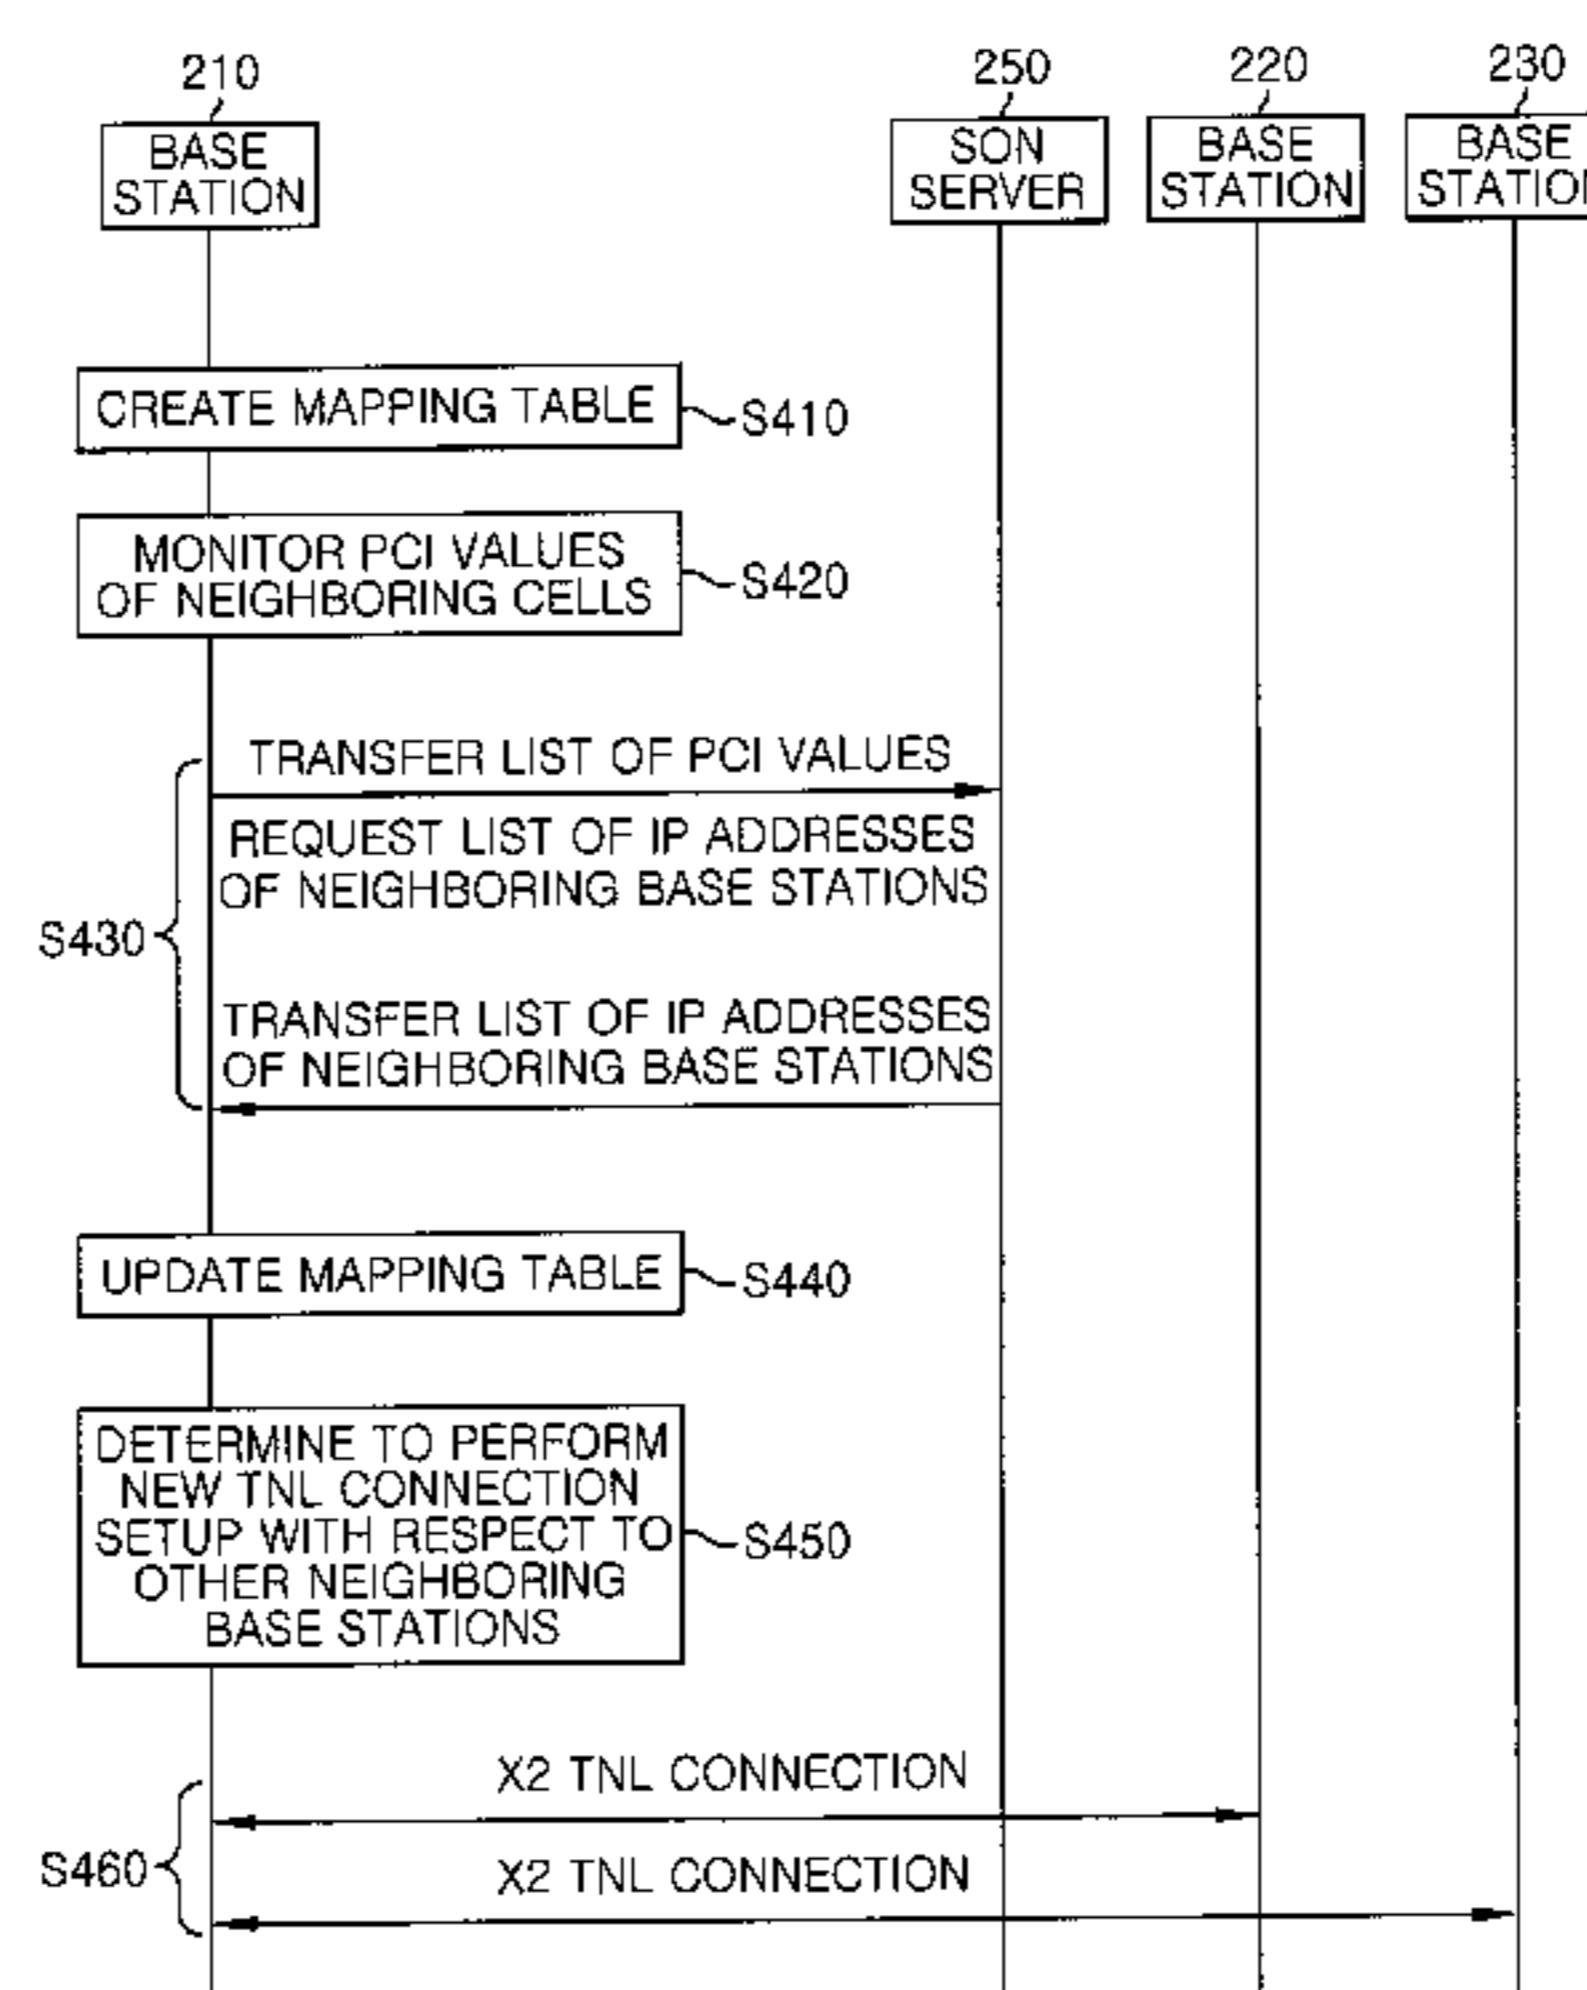 210
250
220
230
BASE
STATION
SON
SERVER
BASE
STATION
BASE
STATION
CREATE MAPPING TABLE
S410
MONITOR PCI VALUES
OF NEIGHBORING CELLS
S420
TRANSFER LIST OF PCI VALUES
REQUEST LIST OF IP ADDRESSES
OF NEIGHBORING BASE STATIONS
S430
TRANSFER LIST OF IP ADDRESSES
OF NEIGHBORING BASE STATIONS
UPDATE MAPPING TABLE
S440
DETERMINE TO PERFORM
NEW TNL CONNECTION
SETUP WITH RESPECT TO
OTHER NEIGHBORING
BASE STATIONS
S450
X2 TNL CONNECTION
S460
X2 TNL CONNECTION